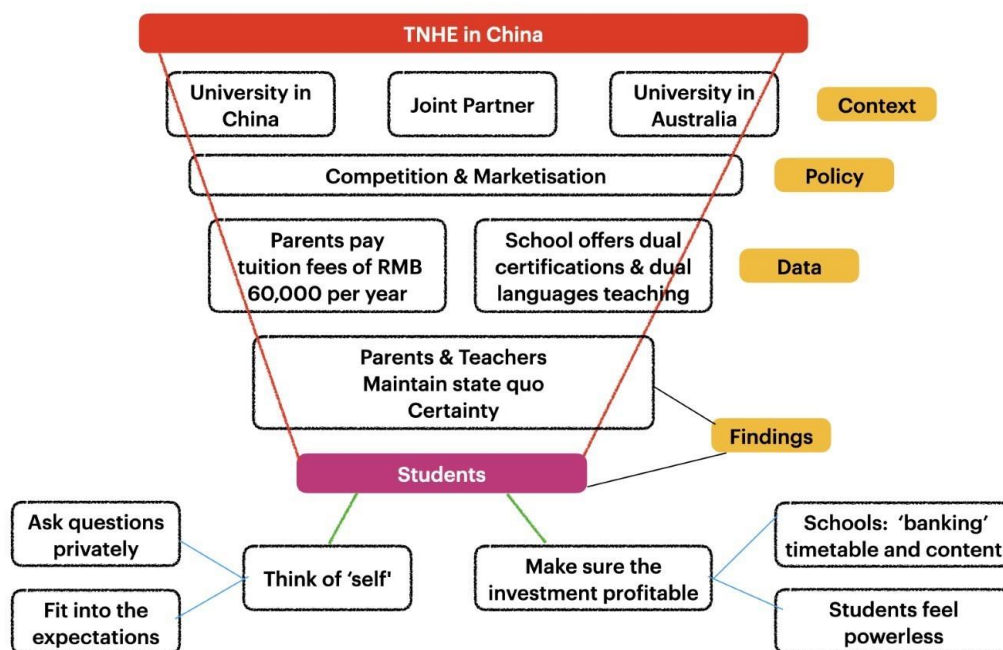 TNHE in China
University in
China
Joint Partner
University in
Australia
Context
Competition & Marketisation
Policy
Parents pay
tuition fees of RMB
60,000 per year
School offers dual
certifications & dual
languages teaching
Data
Parents & Teachers
Maintain state quo
Certainty
Findings
Students
Ask questions
privately
Fit into the
expectations
Think of ‘self'
Make sure the
investment profitable
Schools: ‘banking’
timetable and content
Students feel
powerless